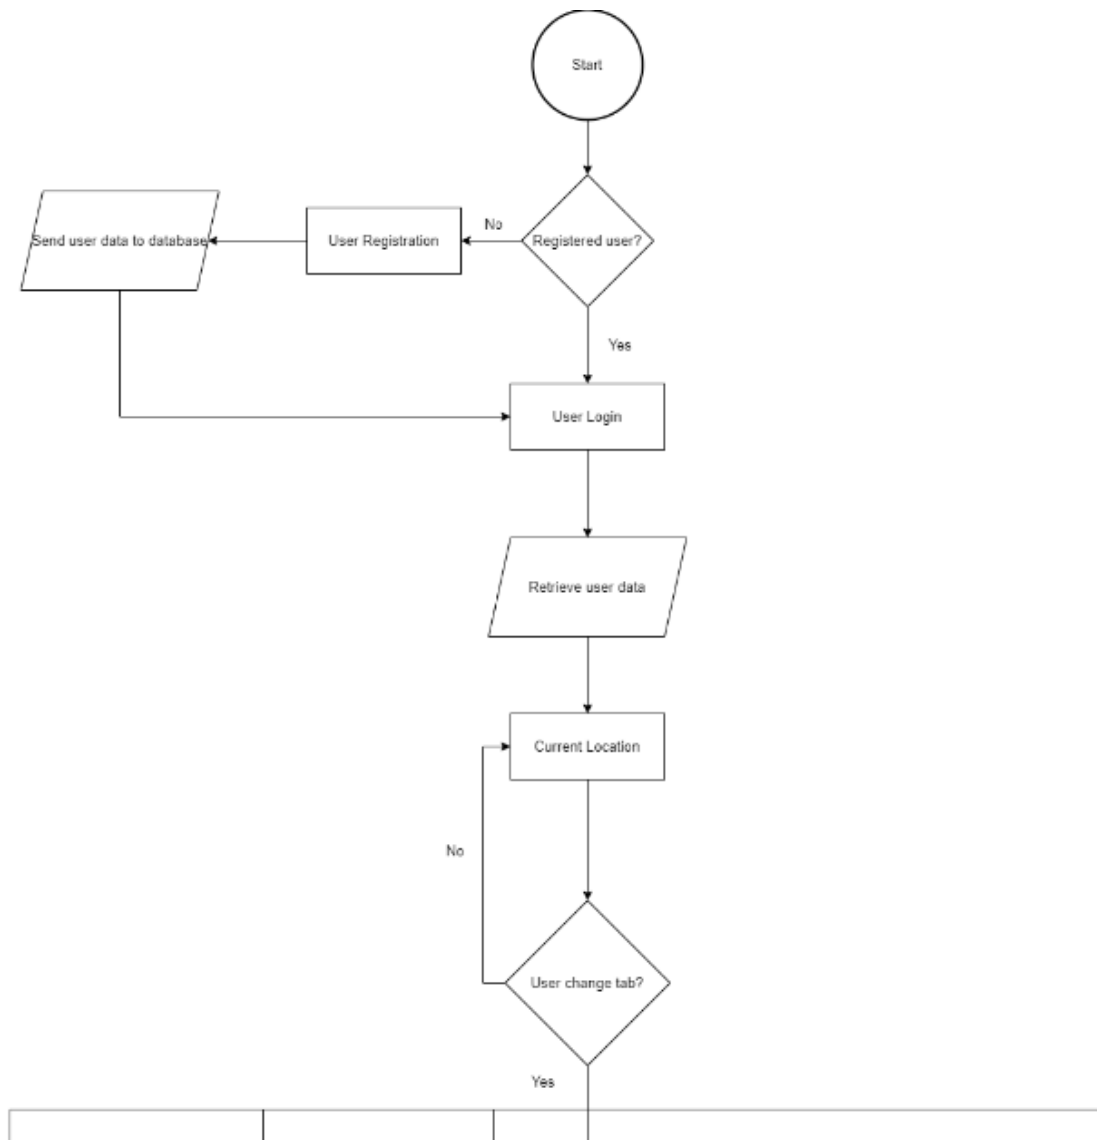 Start
Registered user?
No
User Registration
Send user data to database
Yes
User Login
Retrieve user data
Current Location
No
User change tab?
Yes